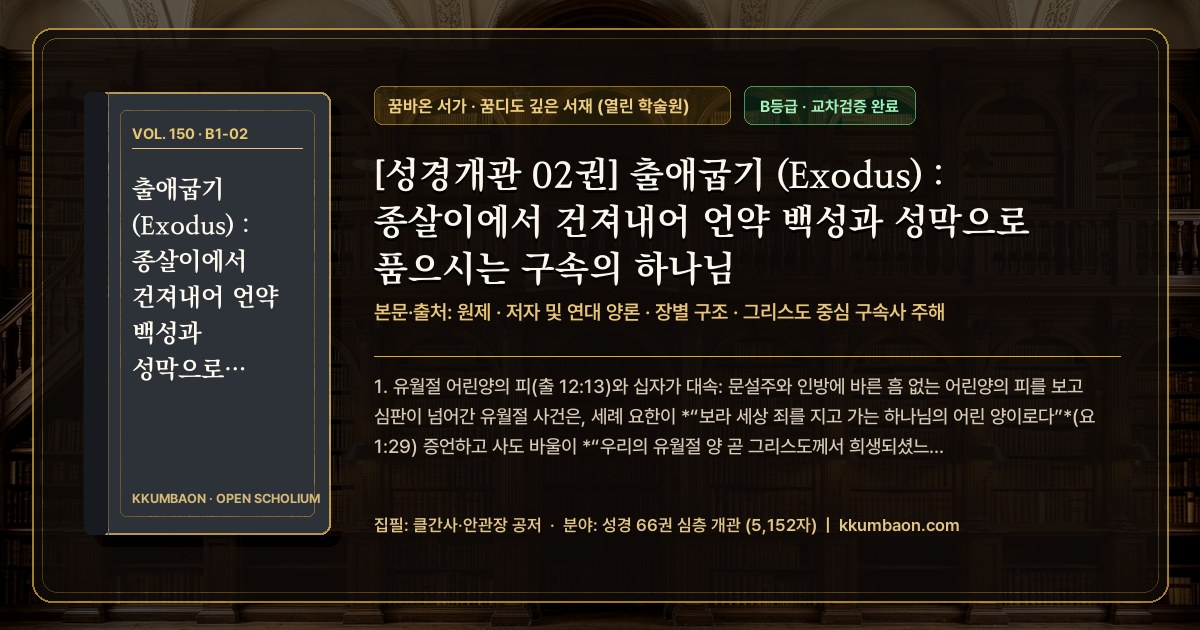 VOL. 150 · B1-02
출애굽기
(Exodus) :
종살이에서
건져내어 언약
백성과
성막으로…
KKUMBAON · OPEN SCHOLIUM
꿈바온 서가 · 꿈디도 깊은 서재 (열린 학술원)
B등급 · 교차검증 완료
[성경개관 02권] 출애굽기 (Exodus) :
종살이에서 건져내어 언약 백성과 성막으로
품으시는 구속의 하나님
본문·출처: 원제 · 저자 및 연대 양론 · 장별 구조 · 그리스도 중심 구속사 주해
1. 유월절 어린양의 피(출 12:13)와 십자가 대속: 문설주와 인방에 바른 흠 없는 어린양의 피를 보고
심판이 넘어간 유월절 사건은, 세례 요한이 *“보라 세상 죄를 지고 가는 하나님의 어린 양이로다”*(요
1:29) 증언하고 사도 바울이 *“우리의 유월절 양 곧 그리스도께서 희생되셨느...
집필: 클간사·안관장 공저 · 분야: 성경 66권 심층 개관 (5,152자) | kkumbaon.com